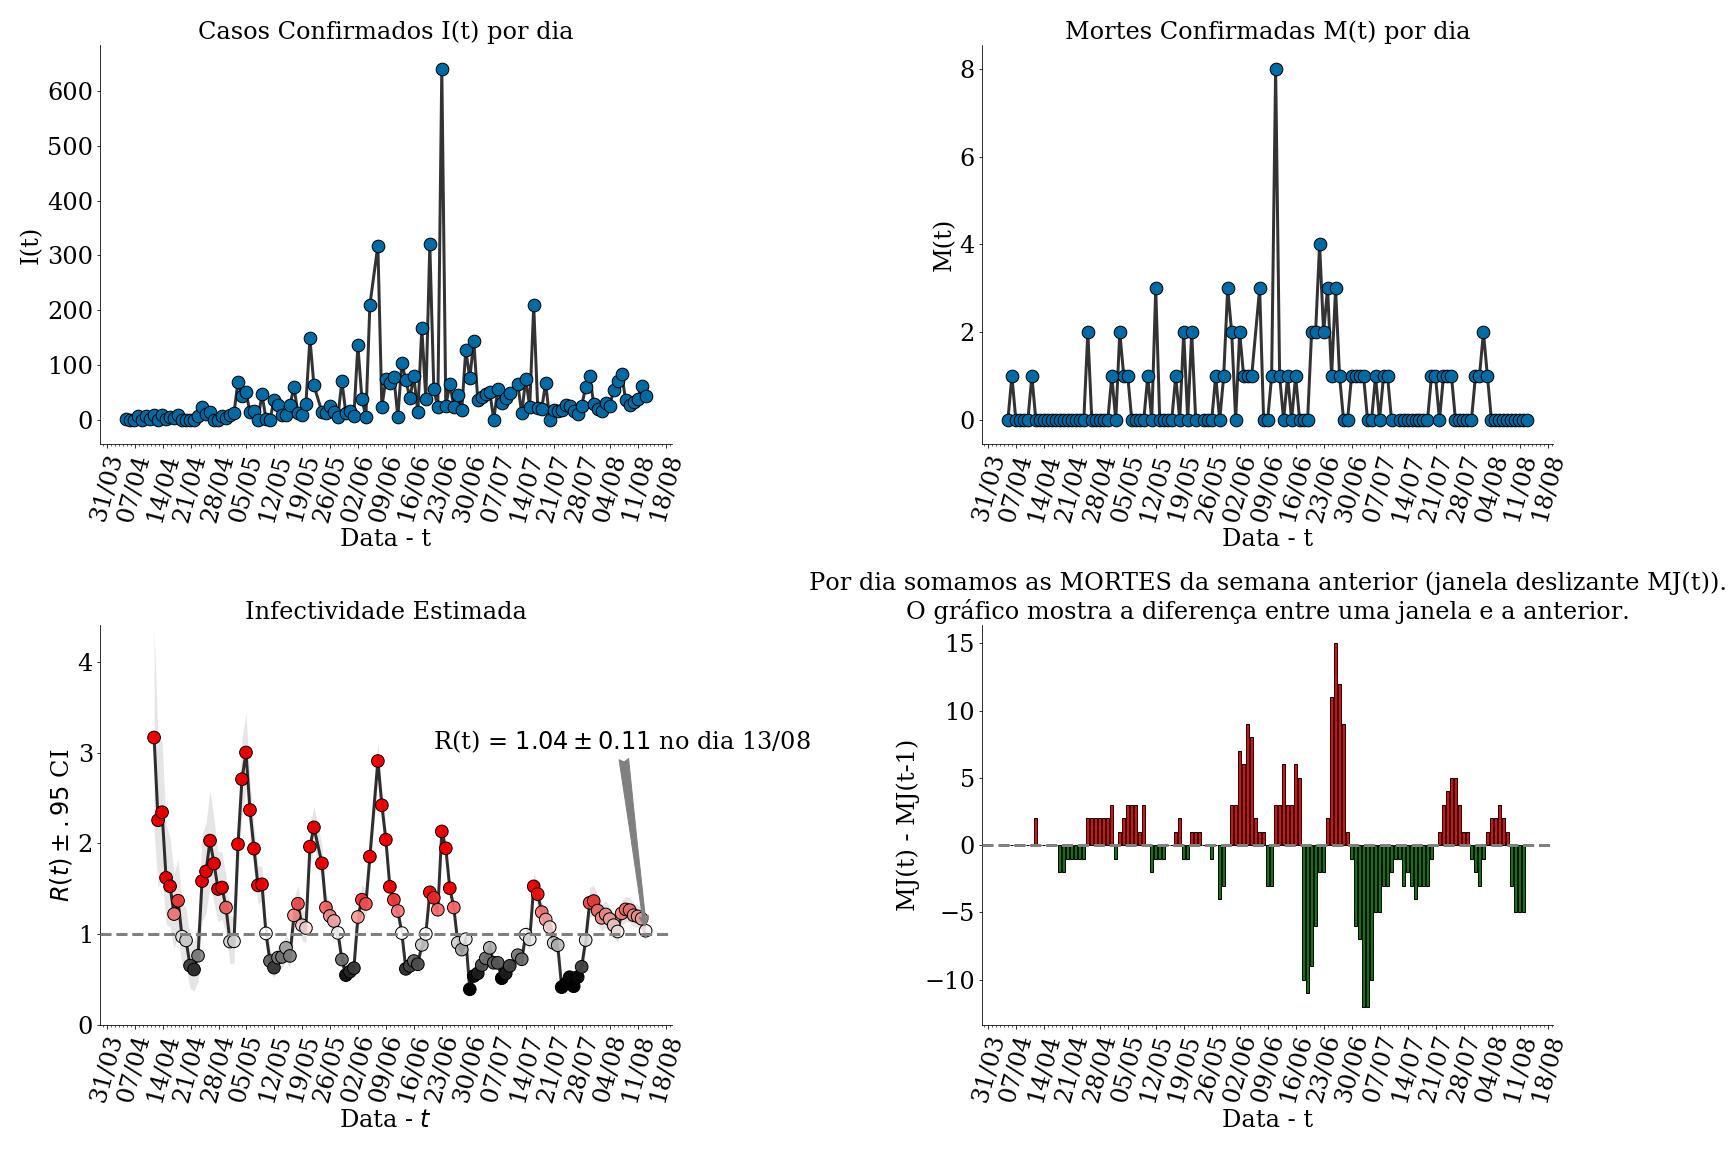 Casos Confirmados I(t) por dia
I(t)
600
500
400
300
200
100
0
31/03 07/04 14/04 21/04 28/04 05/05 12/05 19/05 26/05 02/06 09/06 16/06 23/06 30/06 07/07 14/07 21/07 28/07 04/08 11/08 18/08
Data - t
Mortes Confirmadas M(t) por dia
M(t)
8
6
4
2
0
31/03 07/04 14/04 21/04 28/04 05/05 12/05 19/05 26/05 02/06 09/06 16/06 23/06 30/06 07/07 14/07 21/07 28/07 04/08 11/08 18/08
Data - t
Infectividade Estimada
R(t) ± .95 CI
4
3
2
1
0
R(t) = 1.04 ± 0.11 no dia 13/08
31/03 07/04 14/04 21/04 28/04 05/05 12/05 19/05 26/05 02/06 09/06 16/06 23/06 30/06 07/07 14/07 21/07 28/07 04/08 11/08 18/08
Data - t
Por dia somamos as MORTES da semana anterior (janela deslizante MJ(t)).
O gráfico mostra a diferença entre uma janela e a anterior.
MJ(t) - MJ(t-1)
15
10
5
0
−5
−10
31/03 07/04 14/04 21/04 28/04 05/05 12/05 19/05 26/05 02/06 09/06 16/06 23/06 30/06 07/07 14/07 21/07 28/07 04/08 11/08 18/08
Data - t